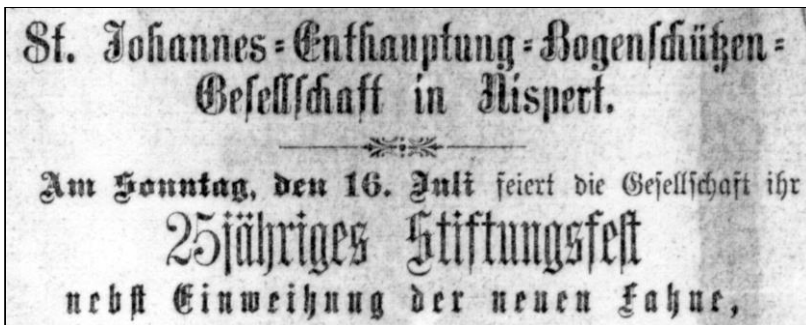 St. Johannes-Enthauptung-Bogenschützen-
Gesellschaft in Nispert.
Am Sonntag, den 16. Juli feiert die Gesellschaft ihr
25jähriges Stiftungsfest
nebst Einweihung der neuen Fahne,